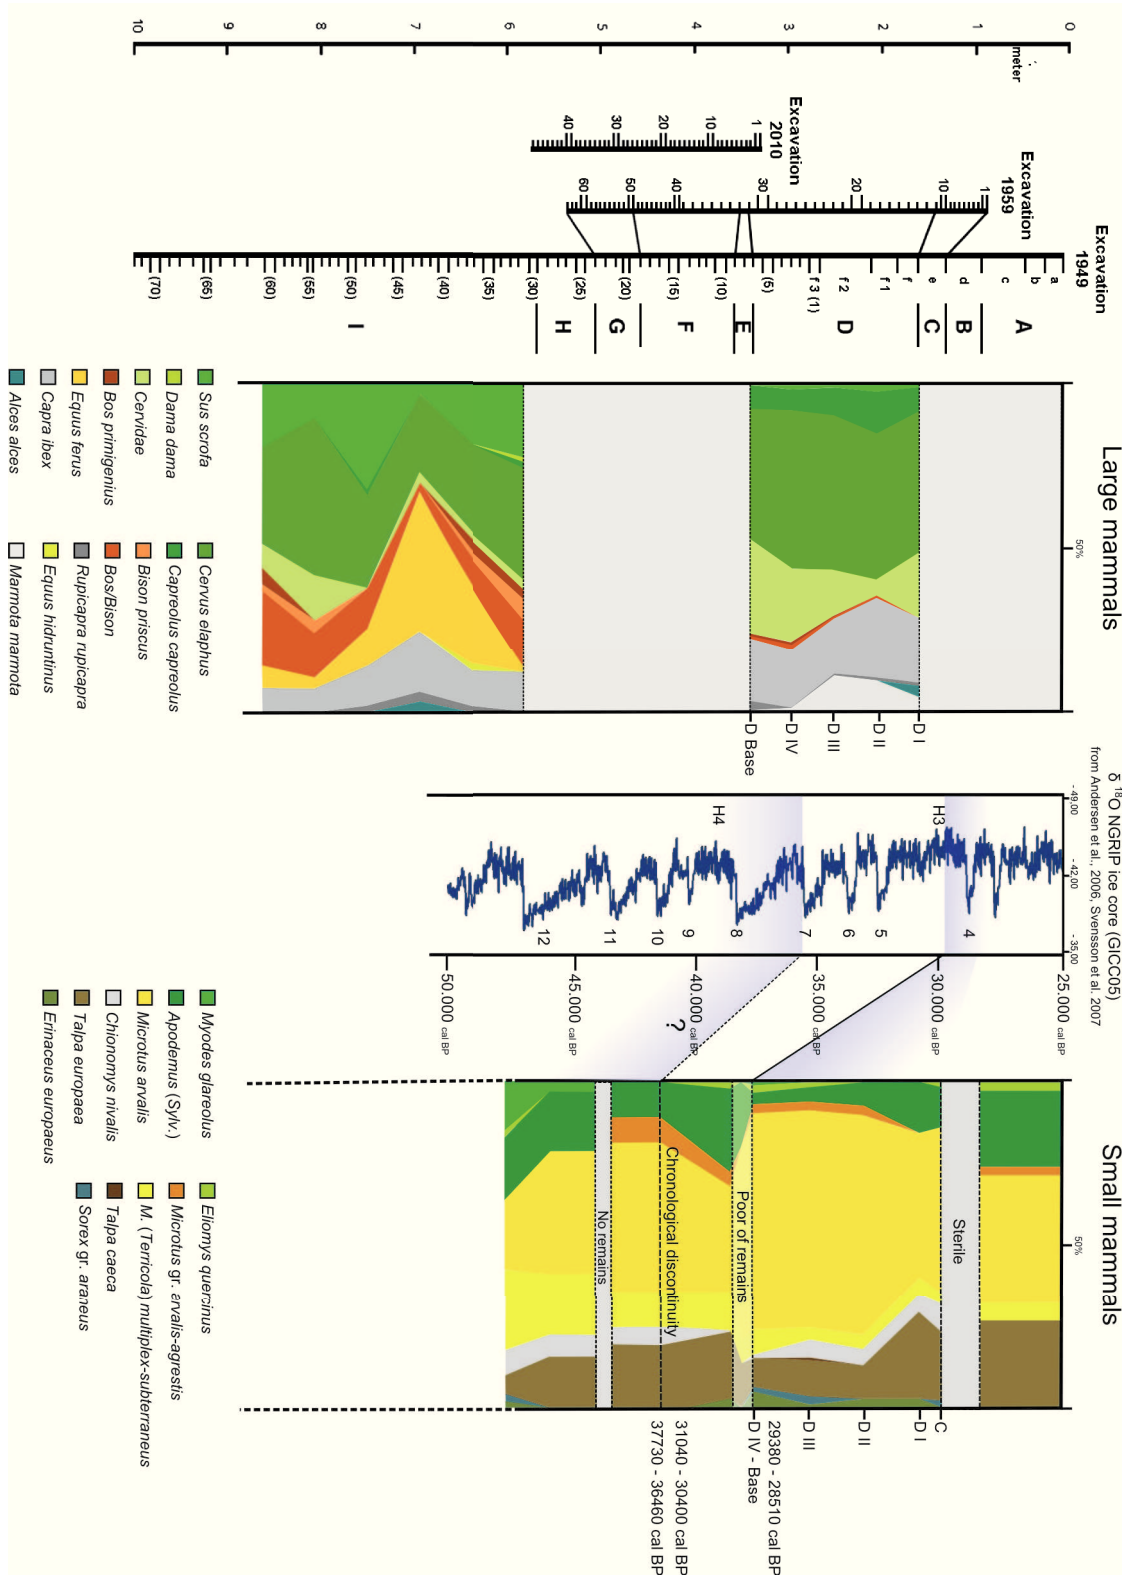 0
1
2
3
4
5
6
7
8
9
10
meter
Excavation
2010
1
10
20
30
40
Excavation
1959
1
10
20
30
40
50
60
Excavation
1949
a
b
c
d
e
f
f 1
f 2
f 3 (1)
(5)
(10)
(15)
(20)
(25)
(30)
(35)
(40)
(45)
(50)
(55)
(60)
(65)
(70)
A
B
C
D
E
F
G
H
I
Large mammals
50%
D I
D II
D III
D IV
D Base
Sus scrofa
Dama dama
Cervidae
Bos primigenius
Equus ferus
Capra ibex
Alces alces
Cervus elaphus
Capreolus capreolus
Bison priscus
Bos/Bison
Rupicapra rupicapra
Equus hidruntinus
Marmota marmota
δ 18O NGRIP ice core (GICC05)
from Andersen et al., 2006, Svensson et al. 2007
- 49,00
- 42,00
- 35,00
H3
H4
4
5
6
7
8
9
10
11
12
25.000 cal BP
30.000 cal BP
35.000 cal BP
40.000 cal BP
45.000 cal BP
50.000 cal BP
?
Small mammals
50%
Sterile
Poor of remains
Chronological discontinuity
No remains
C
D I
D II
D III
29380 - 28510 cal BP
D IV - Base
31040 - 30400 cal BP
37730 - 36460 cal BP
Myodes glareolus
Apodemus (Sylv.)
Microtus arvalis
Chionomys nivalis
Talpa europaea
Erinaceus europaeus
Eliomys quercinus
Microtus gr. arvalis-agrestis
M. (Terricola) multiplex-subterraneus
Talpa caeca
Sorex gr. araneus